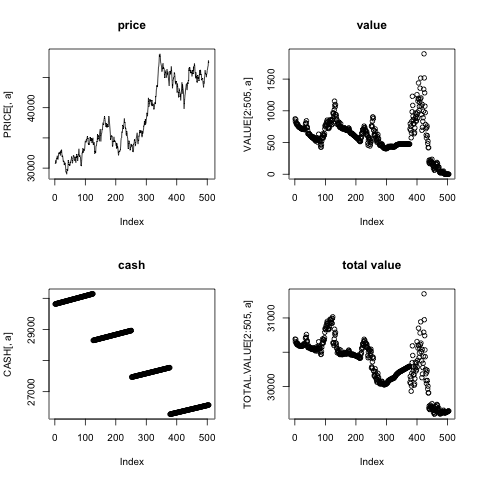 price
PRICE[, a]
30000 40000
0 100 200 300 400 500
Index
value
VALUE[2:505, a]
0 500 1000 1500
0 100 200 300 400 500
Index
cash
CASH[, a]
27000 29000
0 100 200 300 400 500
Index
total value
TOTAL.VALUE[2:505, a]
30000 31000
0 100 200 300 400 500
Index